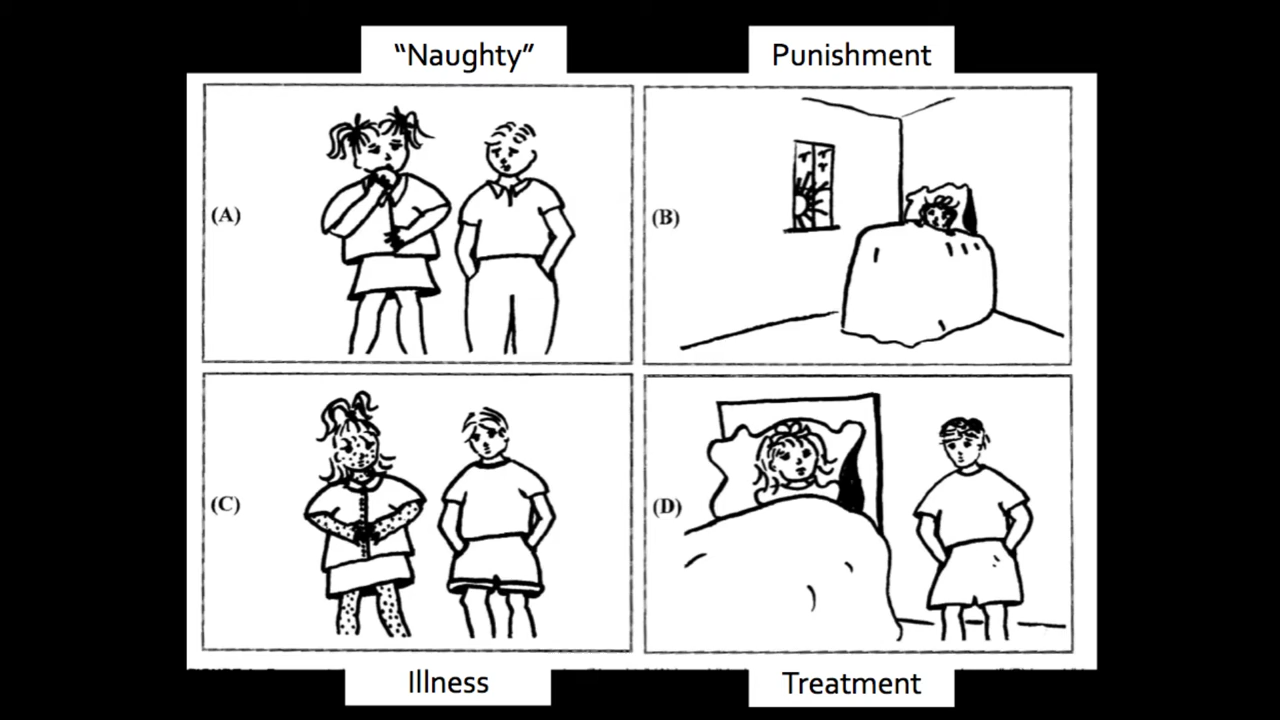 “Naughty”
Punishment
(A)
(B)
(C)
(D)
Illness
Treatment